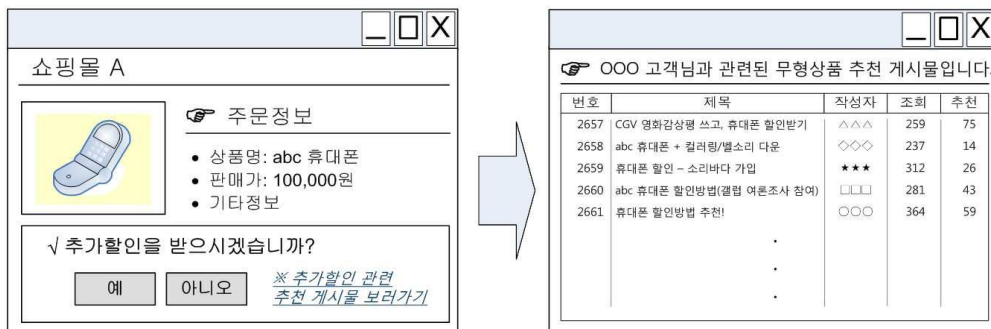 쇼핑몰 A
☞ 주문정보
• 상품명: abc 휴대폰
• 판매가: 100,000원
• 기타정보
√ 추가할인을 받으시겠습니까?
예 아니오 ※ 추가할인 관련
추천 게시물 보러가기
☞ OOO 고객님과 관련된 무형상품 추천 게시물입니다.
번호 제목 작성자 조회 추천
2657 CGV 영화감상평 쓰고, 휴대폰 할인받기 △△△ 259 75
2658 abc 휴대폰 + 컬러링/벨소리 다운 ◇◇◇ 237 14
2659 휴대폰 할인 – 소리바다 가입 ★★★ 312 26
2660 abc 휴대폰 할인방법(갤럽 여론조사 참여) □□□ 281 43
2661 휴대폰 할인방법 추천! ○○○ 364 59